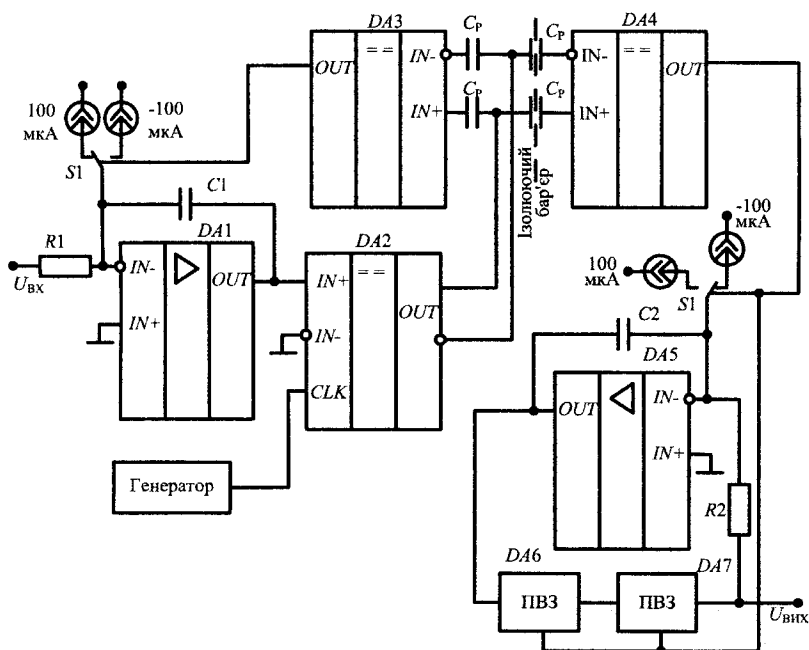 DA3
Cр
Cр
DA4
OUT
= =
IN-
IN+
Cр
Cр
IN-
IN+
= =
OUT
100
мкА
-100
мкА
S1
Ізолюючий
бар'єр
C1
R1
Uвх
DA1
IN-
IN+
OUT
DA2
IN+
IN-
CLK
= =
OUT
-100
мкА
100
мкА
S1
C2
DA5
OUT
IN-
IN+
Генератор
R2
DA6
ПВЗ
DA7
ПВЗ
Uвих